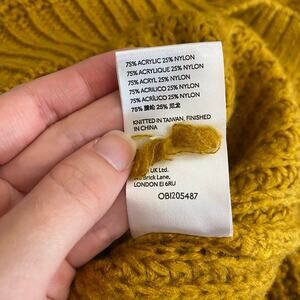 75% ACRYLIC 25% NYLON
75% ACRYLIQUE 25% NYLON
75% ACRYL 25% NYLON
75% ACRILICO 25% NYLON
75% ACRÍLICO 25% NYLON
75% 腈纶 25% 尼龙
KNITTED IN TAIWAN, FINISHED
IN CHINA
UK Ltd.
Brick Lane,
LONDON E1 6RU
OBI205487